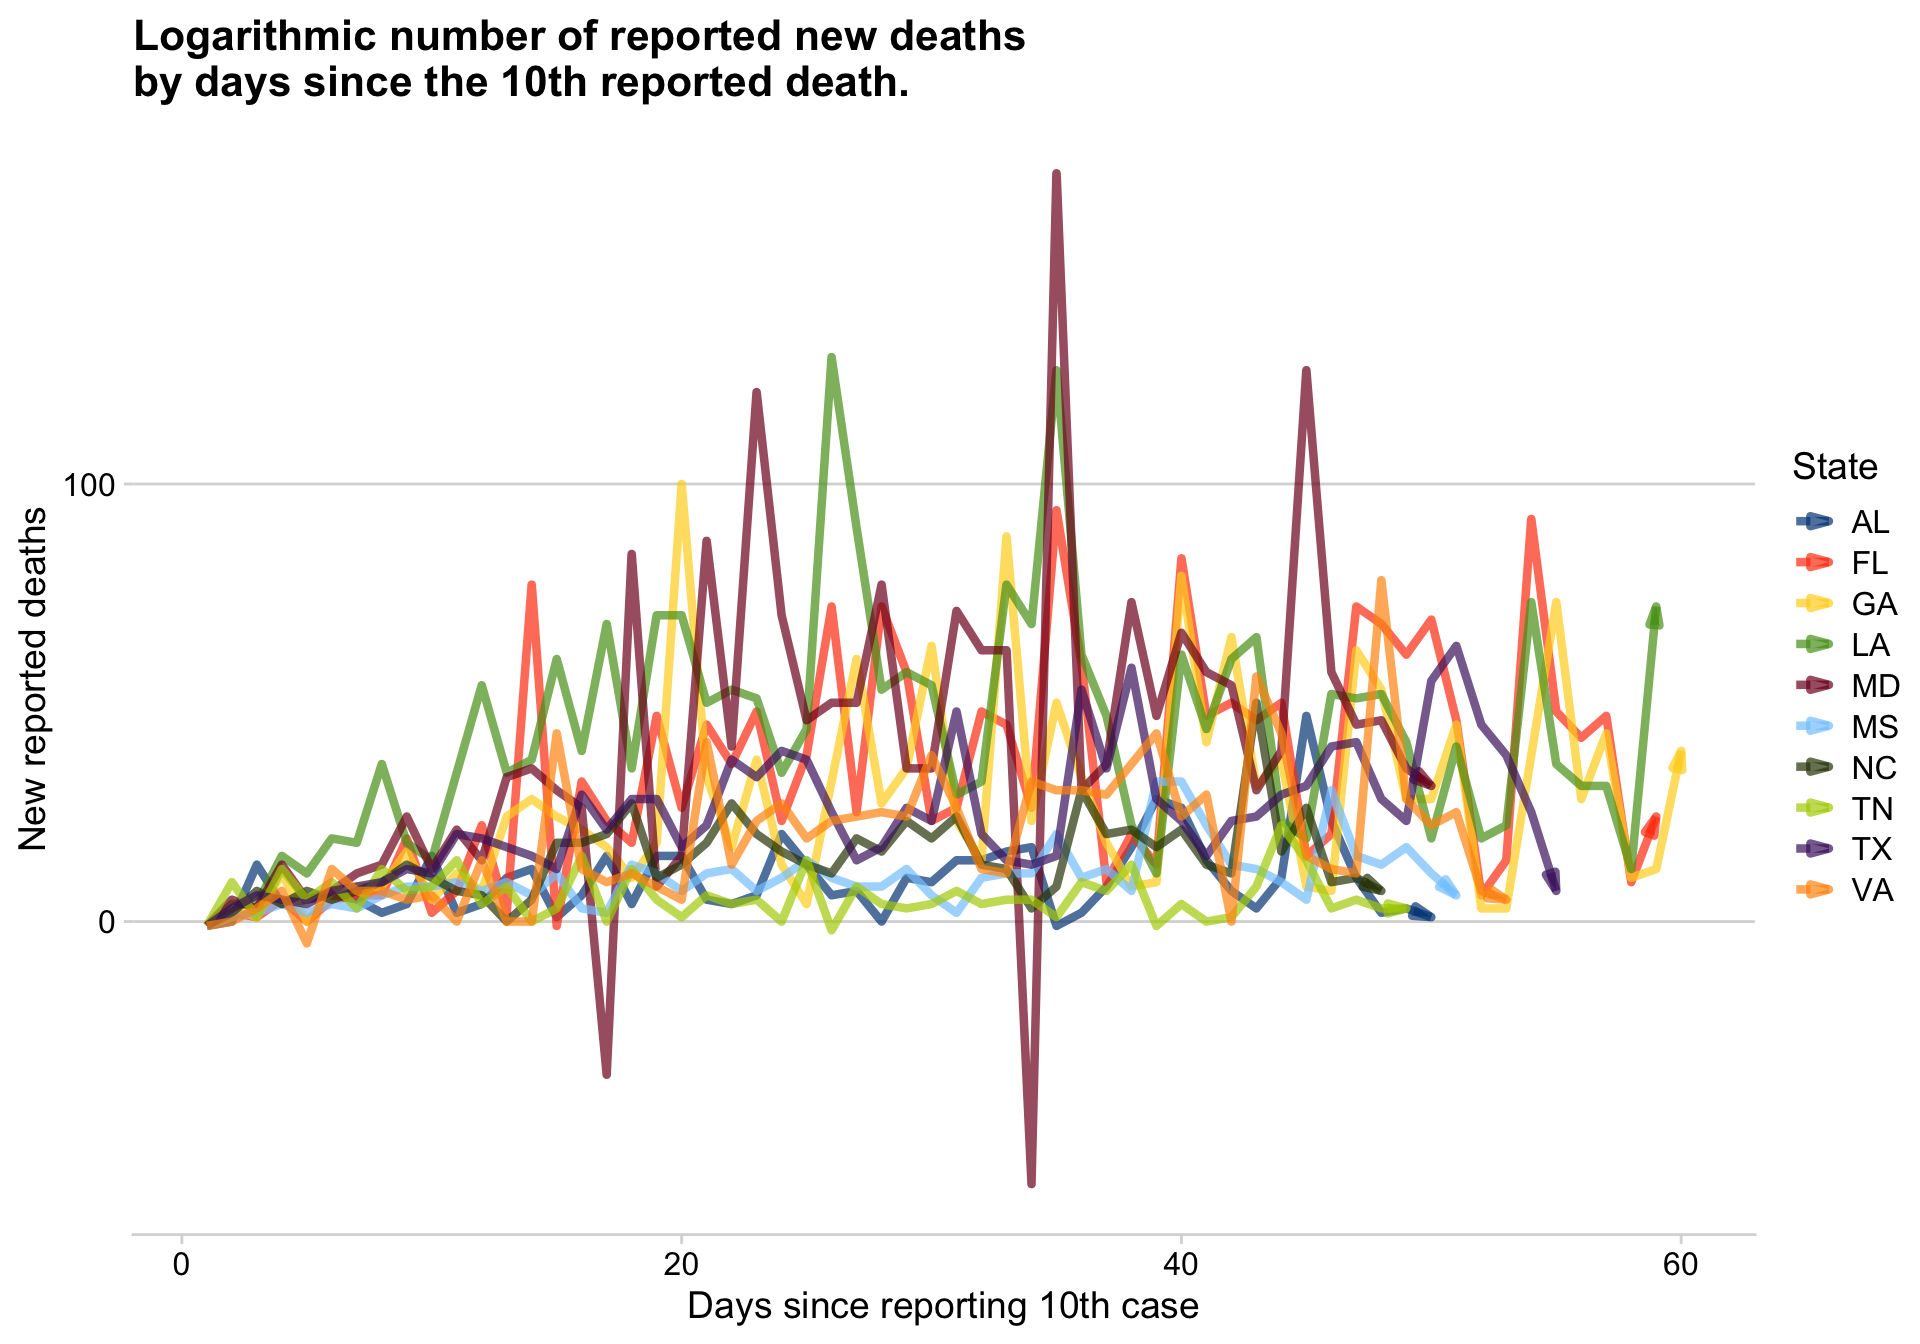 Logarithmic number of reported new deaths
by days since the 10th reported death.
New reported deaths
100
0
0
20
40
60
Days since reporting 10th case
State
AL
FL
GA
LA
MD
MS
NC
TN
TX
VA